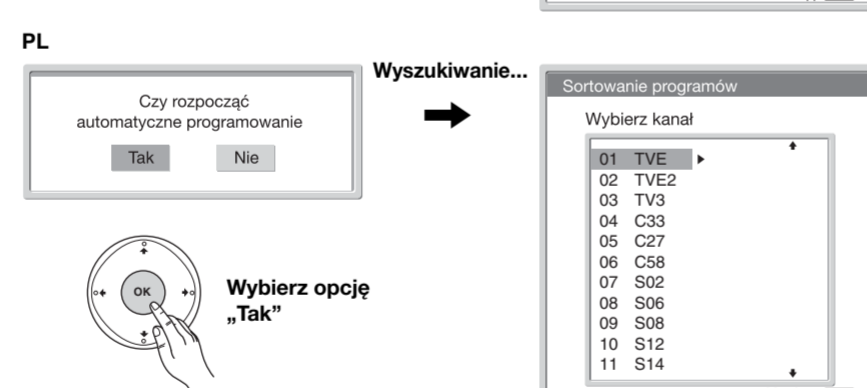 PL
Czy rozpocząć
automatyczne programowanie
Tak Nie
Wyszukiwanie...
OK
Wybierz opcję
„Tak”
Sortowanie programów
Wybierz kanał
01 TVE
02 TVE2
03 TV3
04 C33
05 C27
06 C58
07 S02
08 S06
09 S08
10 S12
11 S14